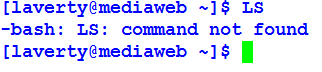 [laverty@mediaweb ~]$ LS
-bash: LS: command not found
[laverty@mediaweb ~]$